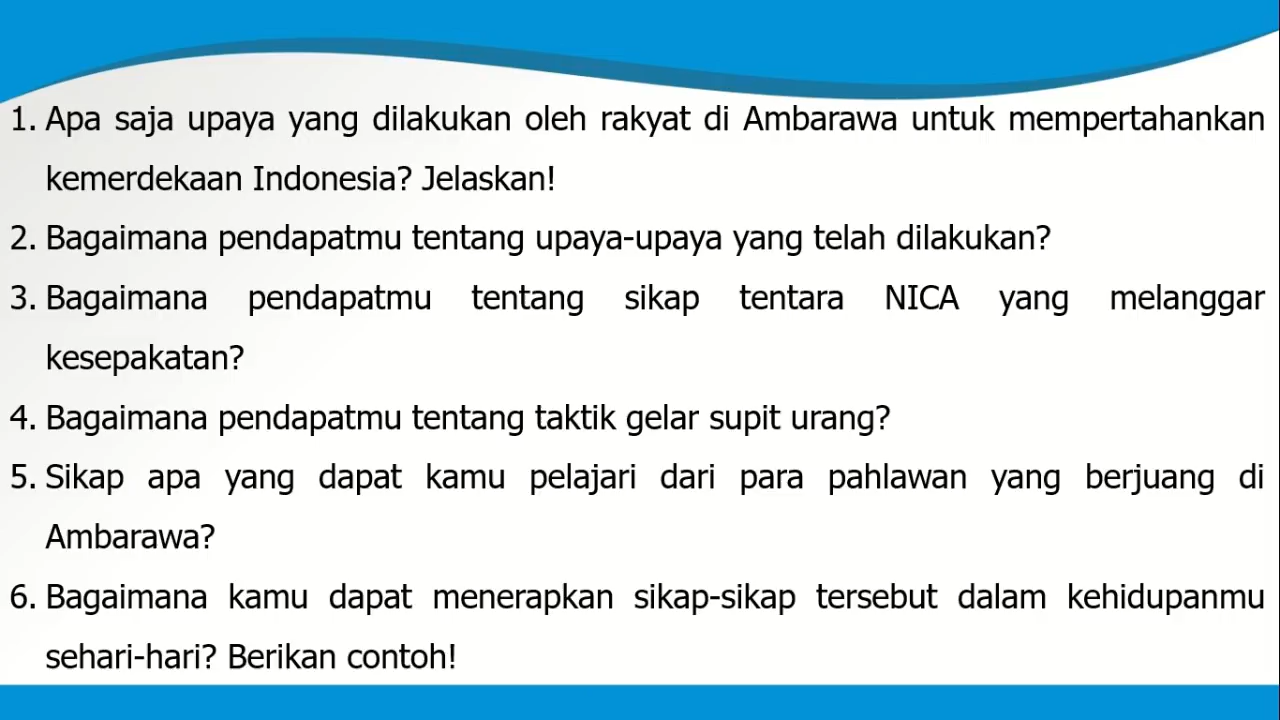 1. Apa saja upaya yang dilakukan oleh rakyat di Ambarawa untuk mempertahankan
kemerdekaan Indonesia? Jelaskan!
2. Bagaimana pendapatmu tentang upaya-upaya yang telah dilakukan?
3. Bagaimana pendapatmu tentang sikap tentara NICA yang melanggar
kesepakatan?
4. Bagaimana pendapatmu tentang taktik gelar supit urang?
5. Sikap apa yang dapat kamu pelajari dari para pahlawan yang berjuang di
Ambarawa?
6. Bagaimana kamu dapat menerapkan sikap-sikap tersebut dalam kehidupanmu
sehari-hari? Berikan contoh!